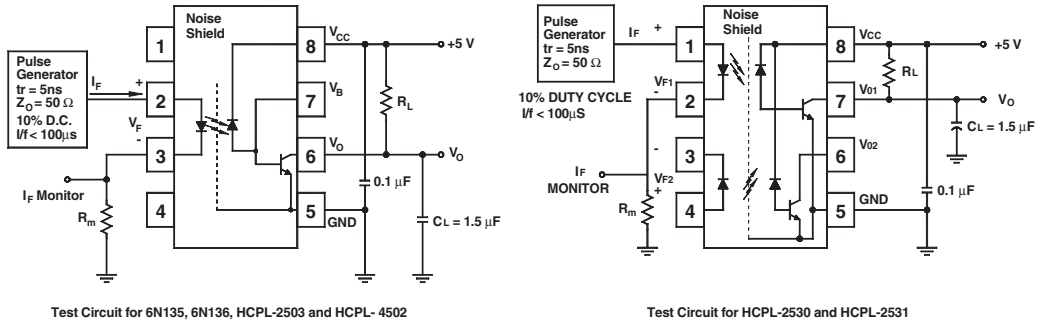 Noise
Shield
Pulse
Generator
tr = 5ns
ZO = 50 Ω
10% D.C.
I/f < 100μs
IF
+
VF
-
1
2
3
4
8
7
6
5
VCC
VB
VO
GND
+5 V
RL
VO
0.1 μF
CL = 1.5 μF
IF Monitor
Rm
Test Circuit for 6N135, 6N136, HCPL-2503 and HCPL- 4502
Noise
Shield
Pulse
Generator
tr = 5ns
ZO = 50 Ω
IF
+
10% DUTY CYCLE
I/f < 100μS
VF1
-
-
VF2
+
IF
MONITOR
Rm
1
2
3
4
8
7
6
5
VCC
V01
V02
GND
+5 V
RL
VO
CL = 1.5 μF
0.1 μF
Test Circuit for HCPL-2530 and HCPL-2531